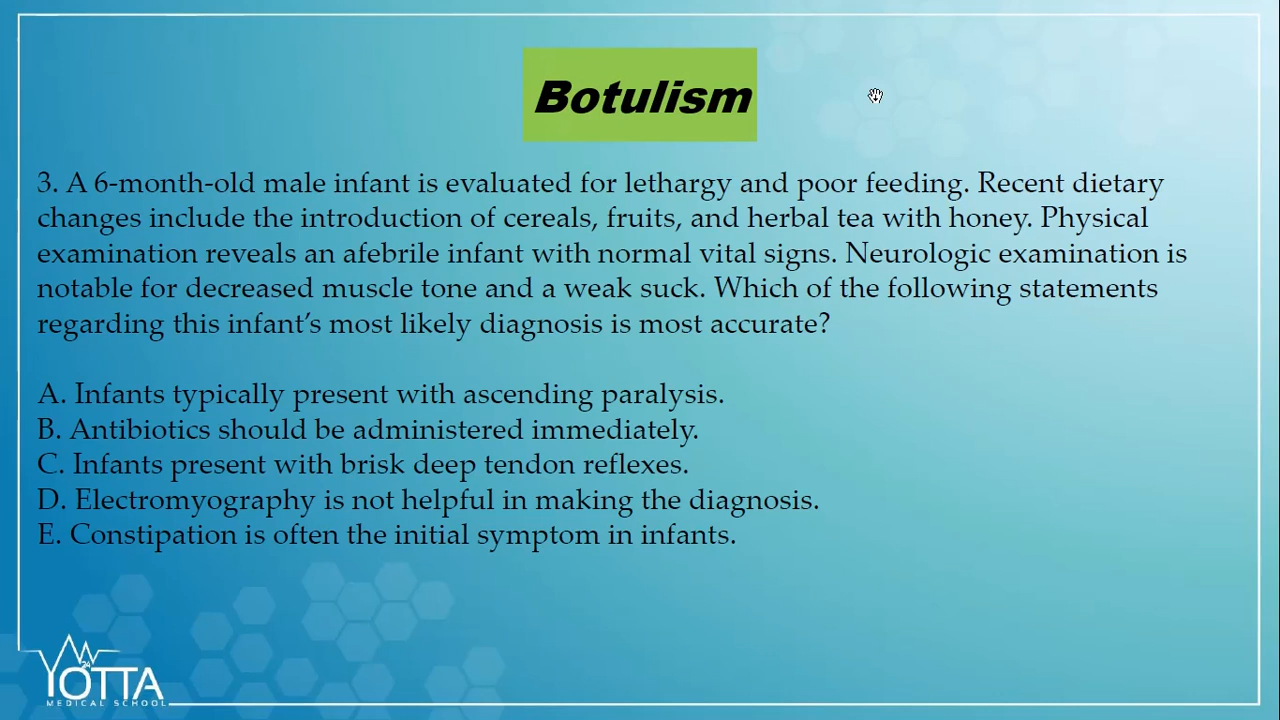 Botulism
3. A 6-month-old male infant is evaluated for lethargy and poor feeding. Recent dietary
changes include the introduction of cereals, fruits, and herbal tea with honey. Physical
examination reveals an afebrile infant with normal vital signs. Neurologic examination is
notable for decreased muscle tone and a weak suck. Which of the following statements
regarding this infant's most likely diagnosis is most accurate?
A. Infants typically present with ascending paralysis.
B. Antibiotics should be administered immediately.
C. Infants present with brisk deep tendon reflexes.
D. Electromyography is not helpful in making the diagnosis.
E. Constipation is often the initial symptom in infants.
24
YOTTA
MEDICAL SCHOOL